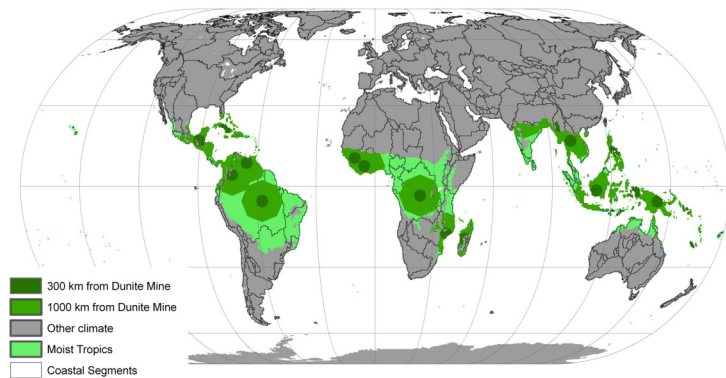 300 km from Dunite Mine
1000 km from Dunite Mine
Other climate
Moist Tropics
Coastal Segments